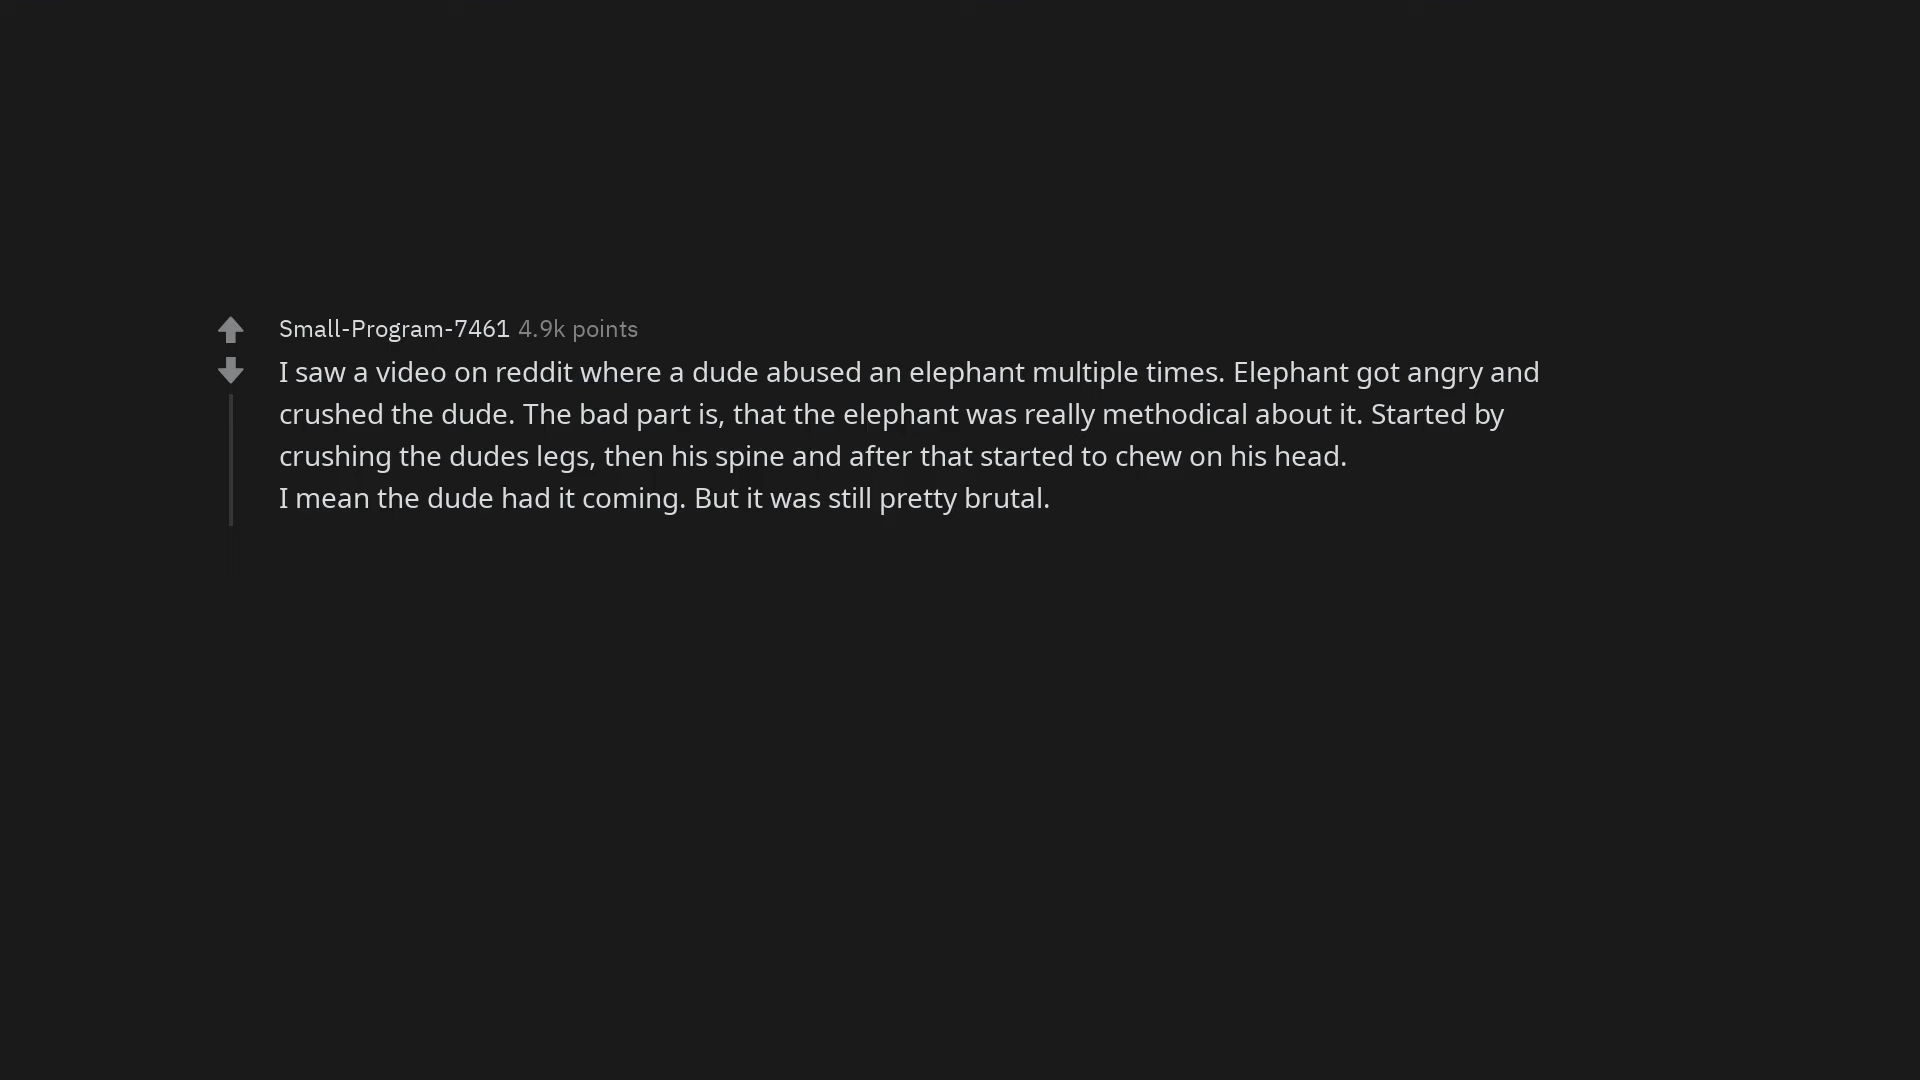 Small-Program-7461 4.9k points
I saw a video on reddit where a dude abused an elephant multiple times. Elephant got angry and
crushed the dude. The bad part is, that the elephant was really methodical about it. Started by
crushing the dudes legs, then his spine and after that started to chew on his head.
I mean the dude had it coming. But it was still pretty brutal.